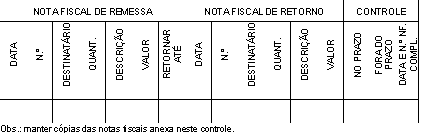 NOTA FISCAL DE REMESSA NOTA FISCAL DE RETORNO CONTROLE
DATA
N.º
DESTINATÁRIO
QUANT.
DESCRIÇÃO
VALOR
RETORNAR
ATÉ
DATA
N.º
DESTINATÁRIO
QUANT.
DESCRIÇÃO
VALOR
NO PRAZO
FORA DO
PRAZO
DATA E N.º NF.
COMPL.
Obs.: manter cópias das notas fiscais anexa neste controle.